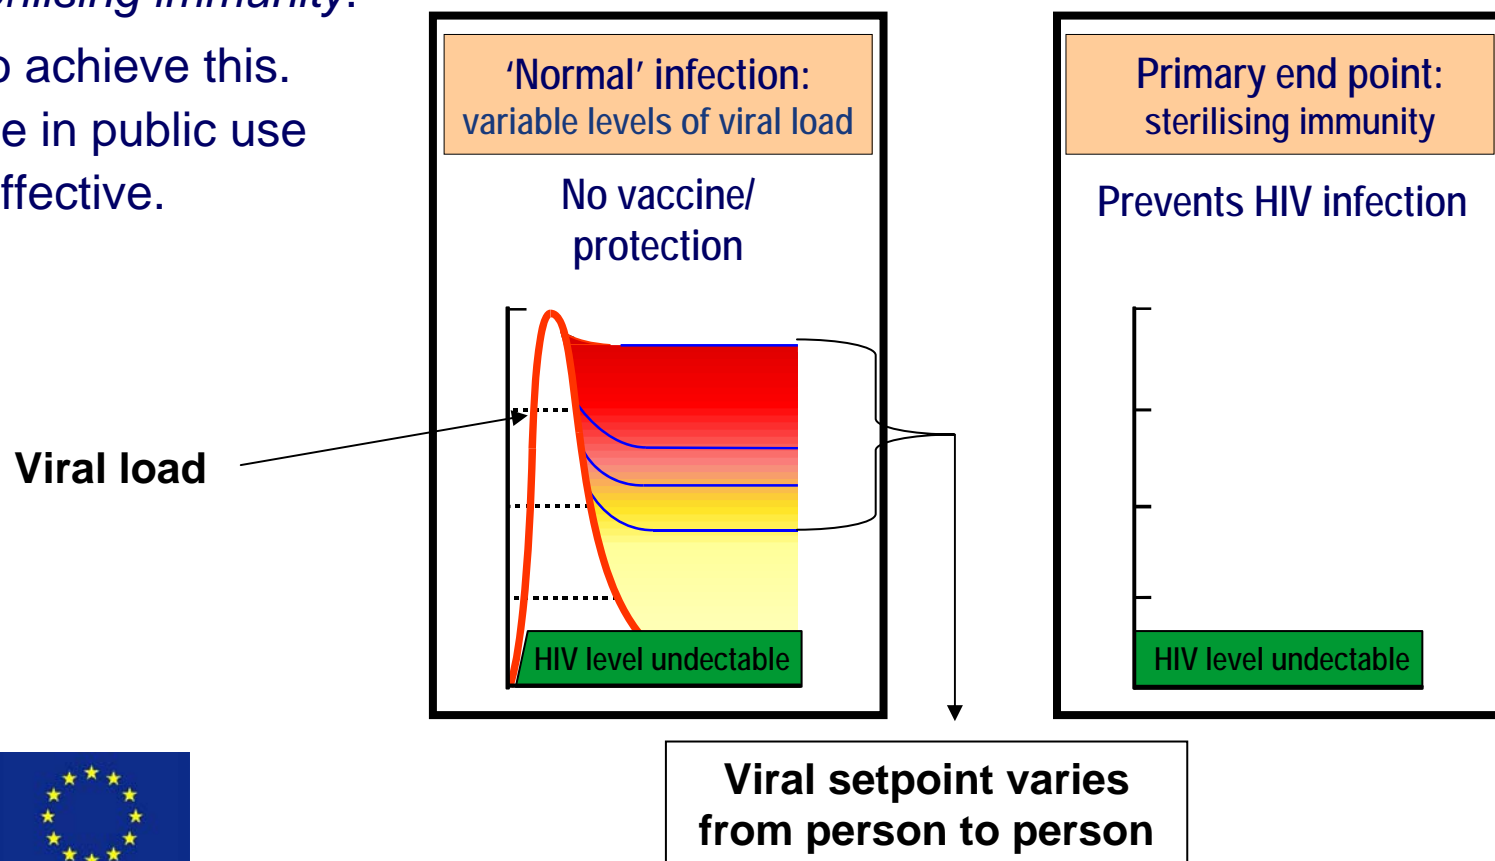 sterilising immunity.
o achieve this.
e in public use
ffective.
'Normal' infection:
variable levels of viral load
No vaccine/
protection
Viral load
HIV level undectable
Viral setpoint varies
from person to person
Primary end point:
sterilising immunity
Prevents HIV infection
HIV level undectable